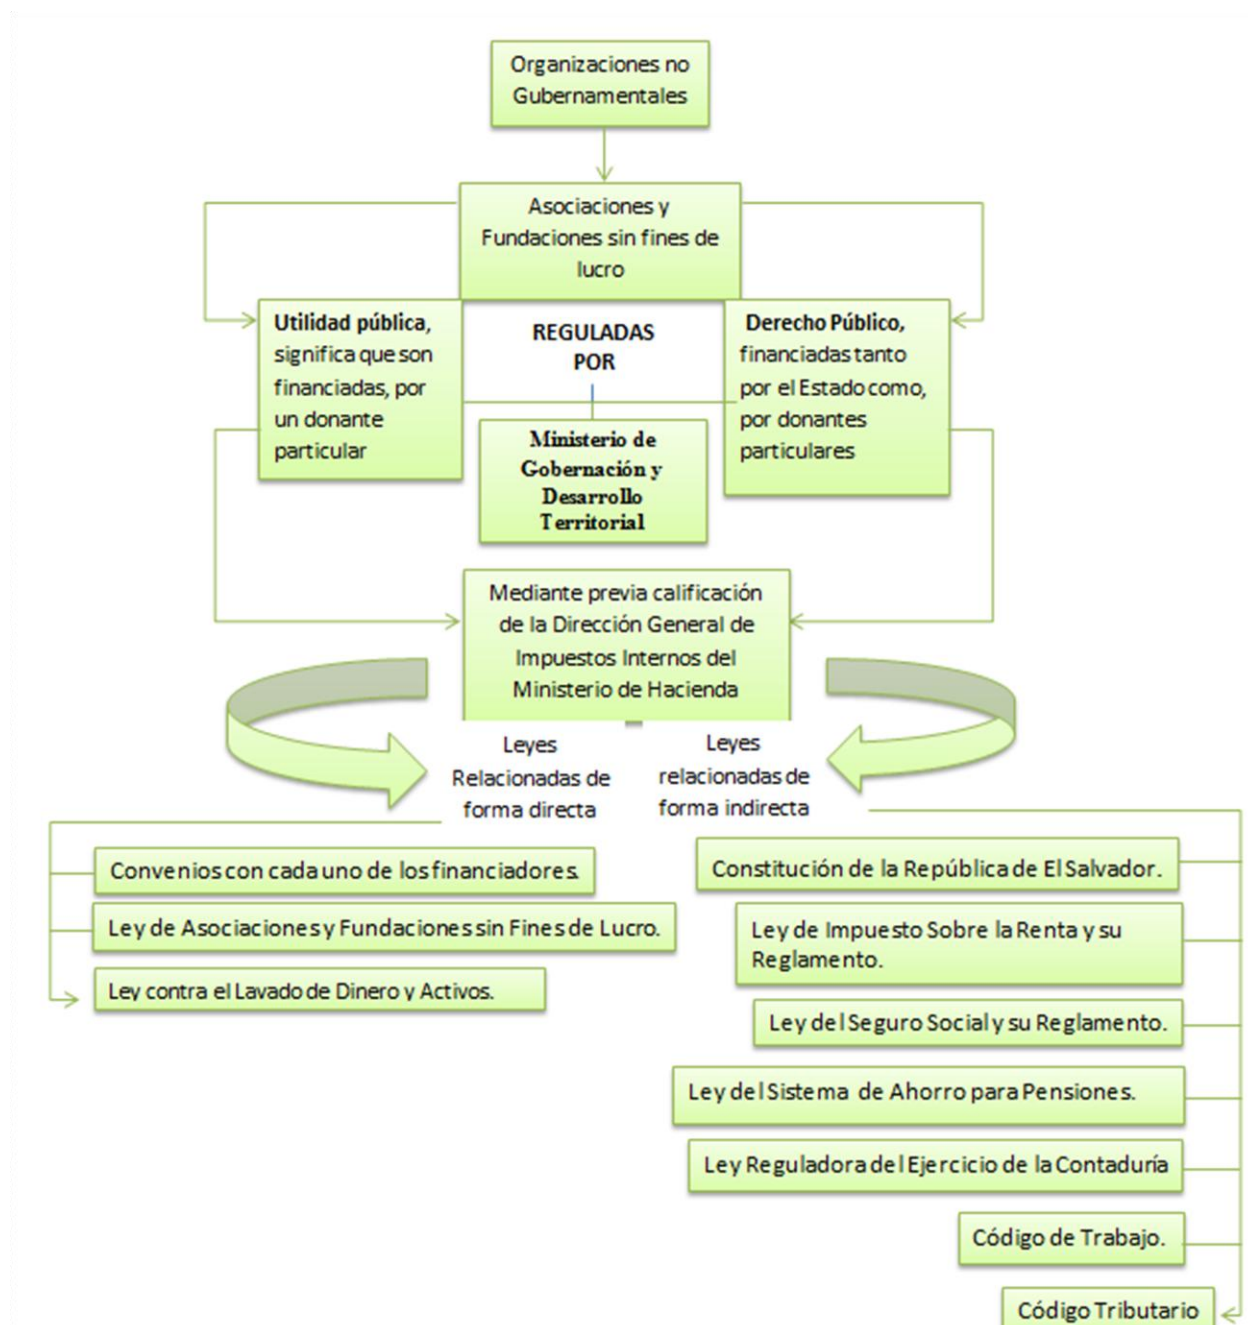 Organizaciones no
Gubernamentales
Asociaciones y
Fundaciones sin fines de
lucro
Utilidad pública,
significa que son
financiadas, por
un donante
particular
REGULADAS
POR
Derecho Público,
financiadas tanto
por el Estado como,
por donantes
particulares
Ministerio de
Gobernación y
Desarrollo
Territorial
Mediante previa calificación
de la Dirección General de
Impuestos Internos del
Ministerio de Hacienda
Leyes
Relacionadas de
forma directa
Leyes
relacionadas de
forma indirecta
Convenios con cada uno de los financiadores.
Ley de Asociaciones y Fundaciones sin Fines de Lucro.
Ley contra el Lavado de Dinero y Activos.
Constitución de la República de El Salvador.
Ley de Impuesto Sobre la Renta y su
Reglamento.
Ley del Seguro Social y su Reglamento.
Ley del Sistema de Ahorro para Pensiones.
Ley Reguladora del Ejercicio de la Contaduría
Código de Trabajo.
Código Tributario